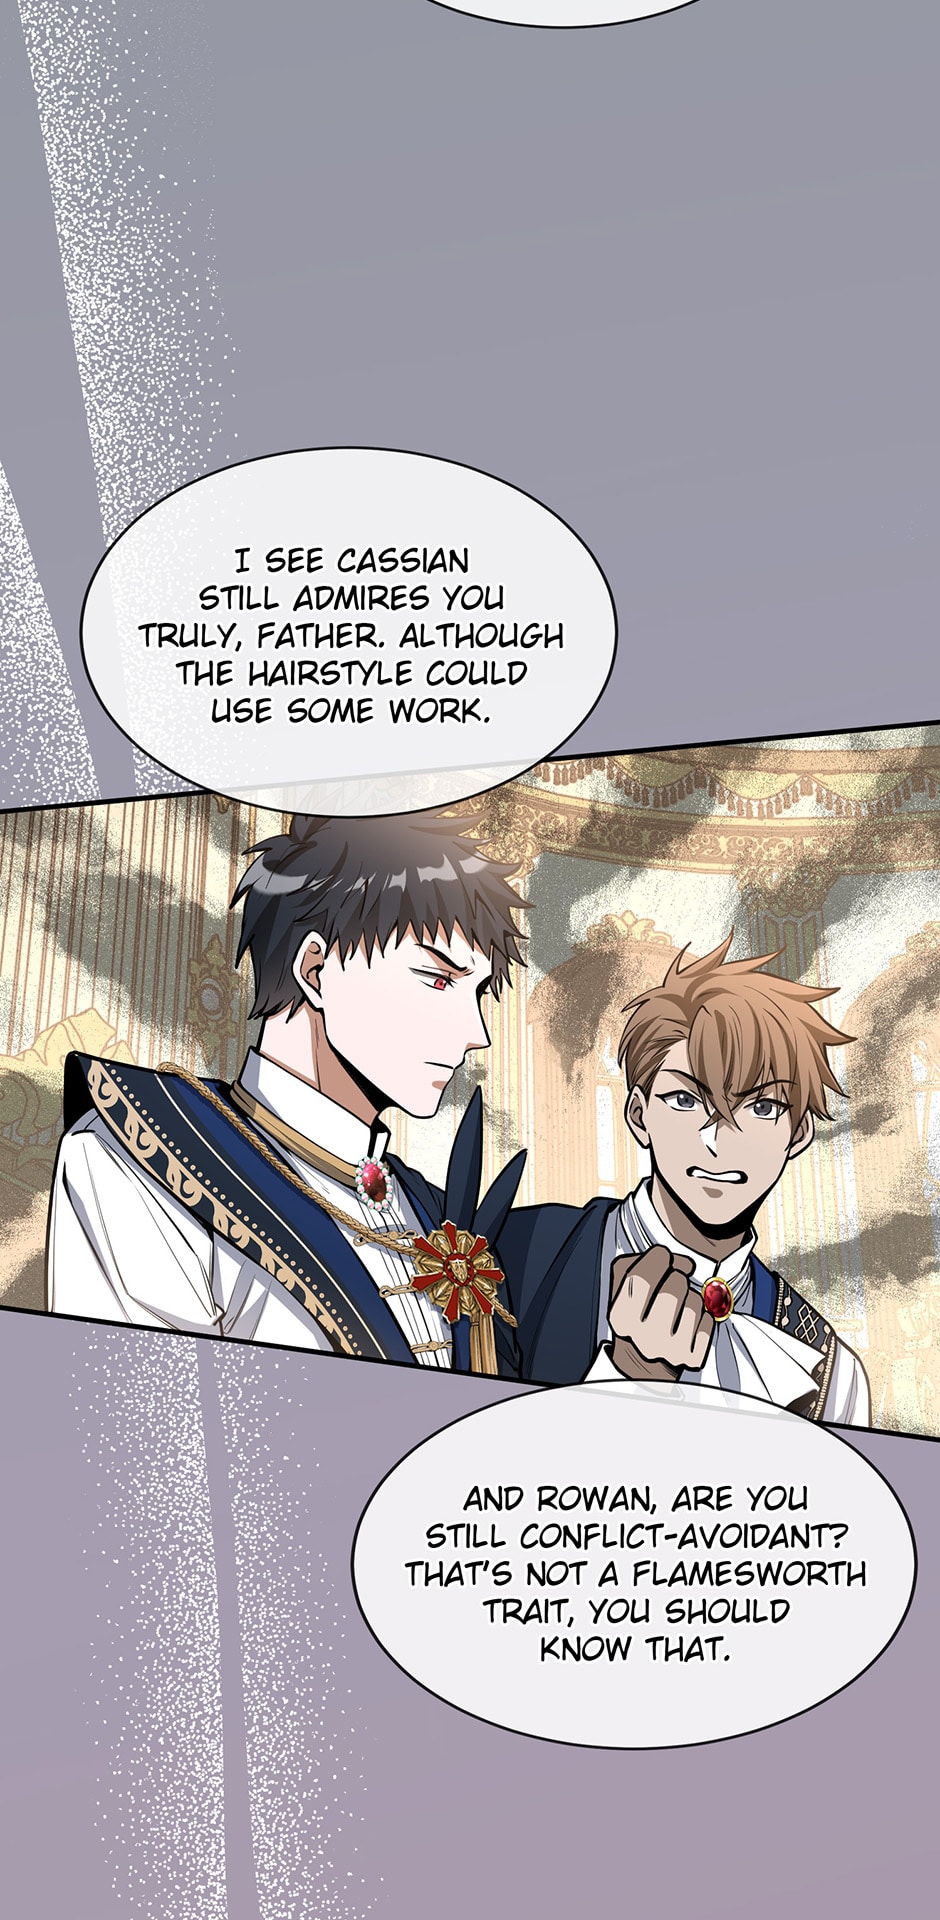 I SEE CASSIAN
STILL ADMIRES YOU
TRULY, FATHER. ALTHOUGH
THE HAIRSTYLE COULD
USE SOME WORK.
AND ROWAN, ARE YOU
STILL CONFLICT-AVOIDANT?
THAT'S NOT A FLAMESWORTH
TRAIT, YOU SHOULD
KNOW THAT.